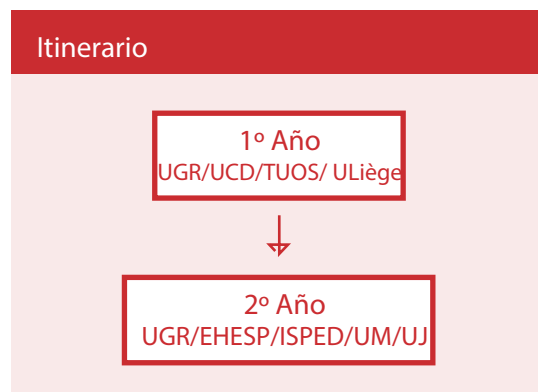 Itinerario
1º Año
UGR/UCD/TUOS/ ULiège
2º Año
UGR/EHESP/ISPED/UM/UJ